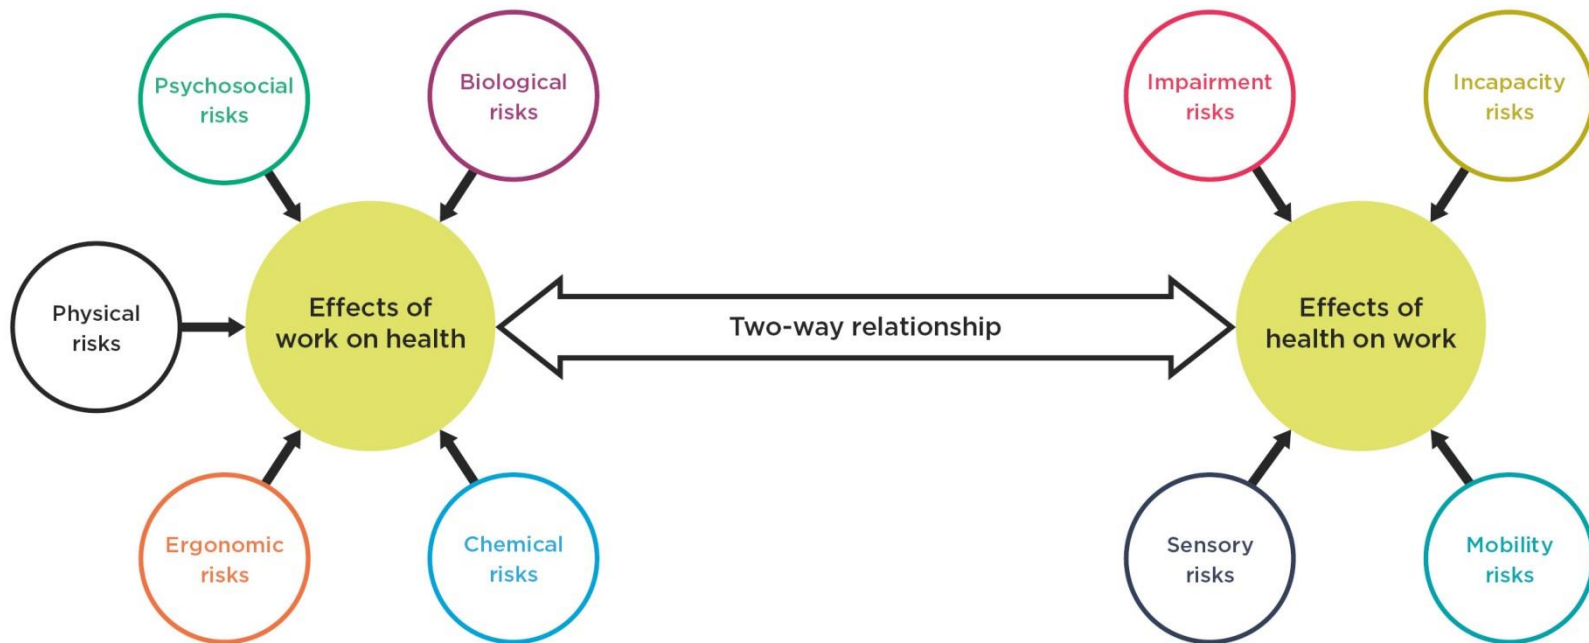 Psychosocial
risks
Biological
risks
Impairment
risks
Incapacity
risks
Physical
risks
Effects of
work on health
Two-way relationship
Effects of
health on work
Ergonomic
risks
Chemical
risks
Sensory
risks
Mobility
risks